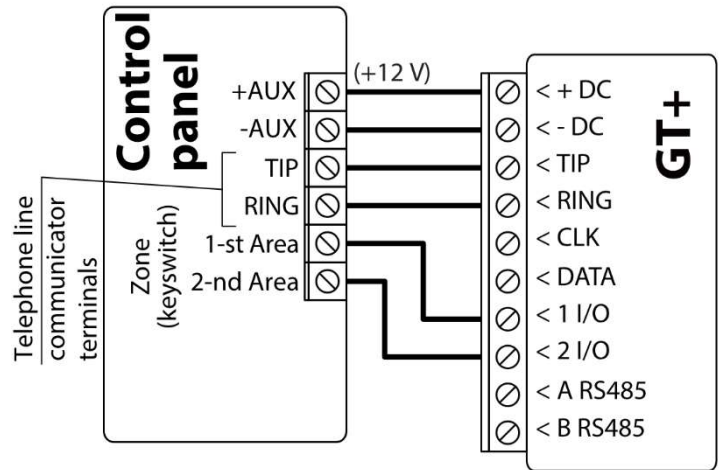 Control
panel
+AUX
-AUX
TIP
RING
1-st Area
2-nd Area
Zone
(keyswitch)
Telephone line
communicator
terminals
(+12 V)
< + DC
< - DC
< TIP
< RING
< CLK
< DATA
< 1 I/O
< 2 I/O
< A RS485
< B RS485
GT+